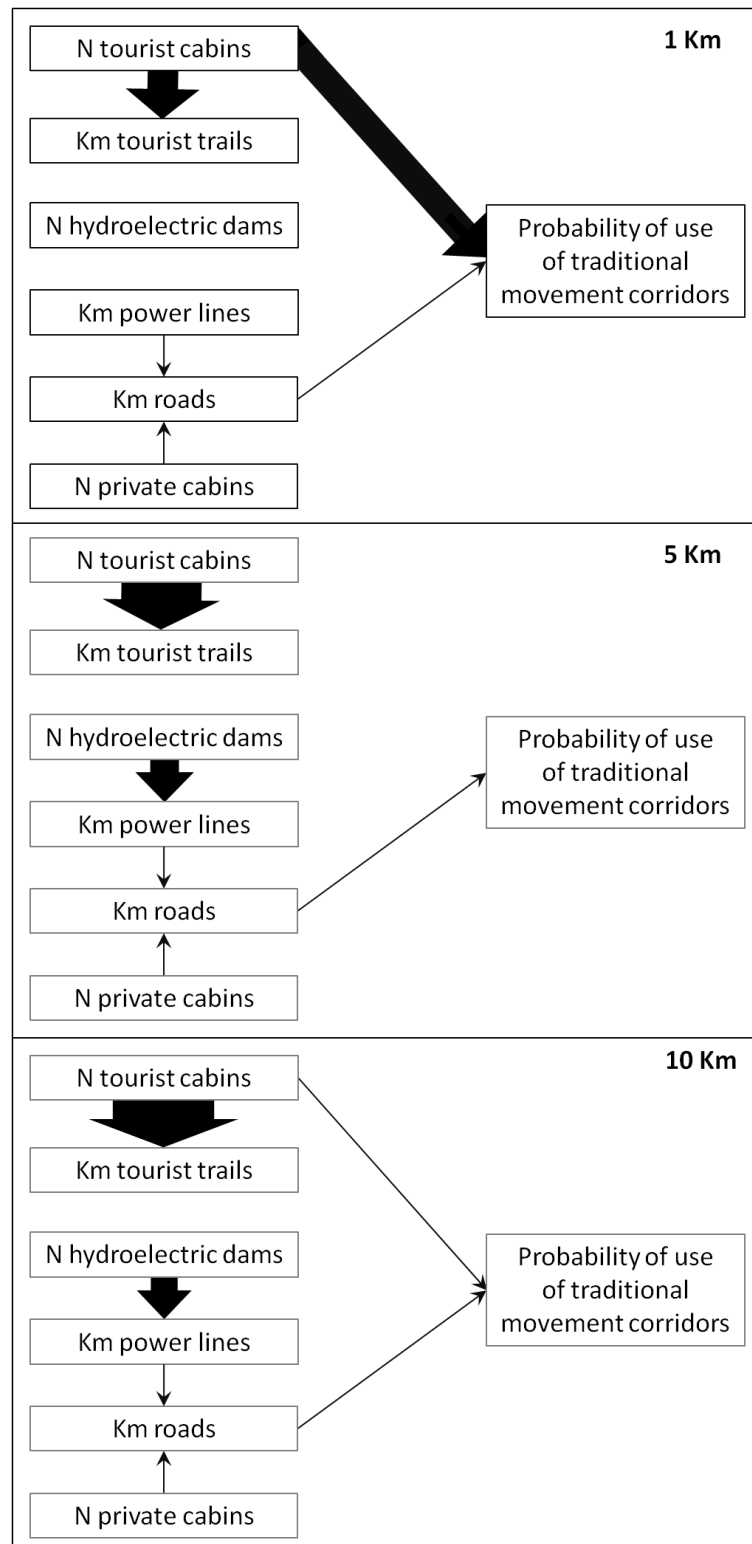 1 Km
N tourist cabins
Km tourist trails
N hydroelectric dams
Km power lines
Km roads
N private cabins
Probability of use
of traditional
movement corridors
5 Km
N tourist cabins
Km tourist trails
N hydroelectric dams
Km power lines
Km roads
N private cabins
Probability of use
of traditional
movement corridors
10 Km
N tourist cabins
Km tourist trails
N hydroelectric dams
Km power lines
Km roads
N private cabins
Probability of use
of traditional
movement corridors